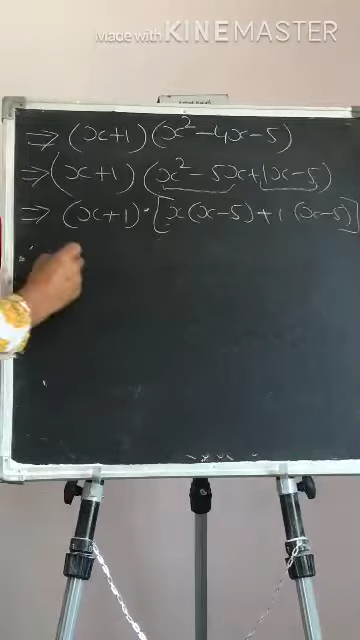 Made with KINEMASTER
⇒ (x+1) (x² - 4x - 5)
⇒ (x+1) (x² - 5x + 1x - 5)
⇒ (x+1) · [x(x-5) + 1 (x-5)]